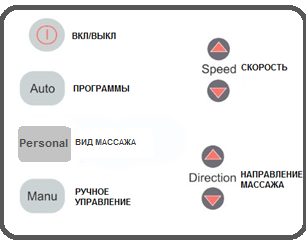 ВКЛ/ВЫКЛ
Auto
ПРОГРАММЫ
Personal
ВИД МАССАЖА
Manu
РУЧНОЕ
УПРАВЛЕНИЕ
Speed
СКОРОСТЬ
Direction
НАПРАВЛЕНИЕ
МАССАЖА